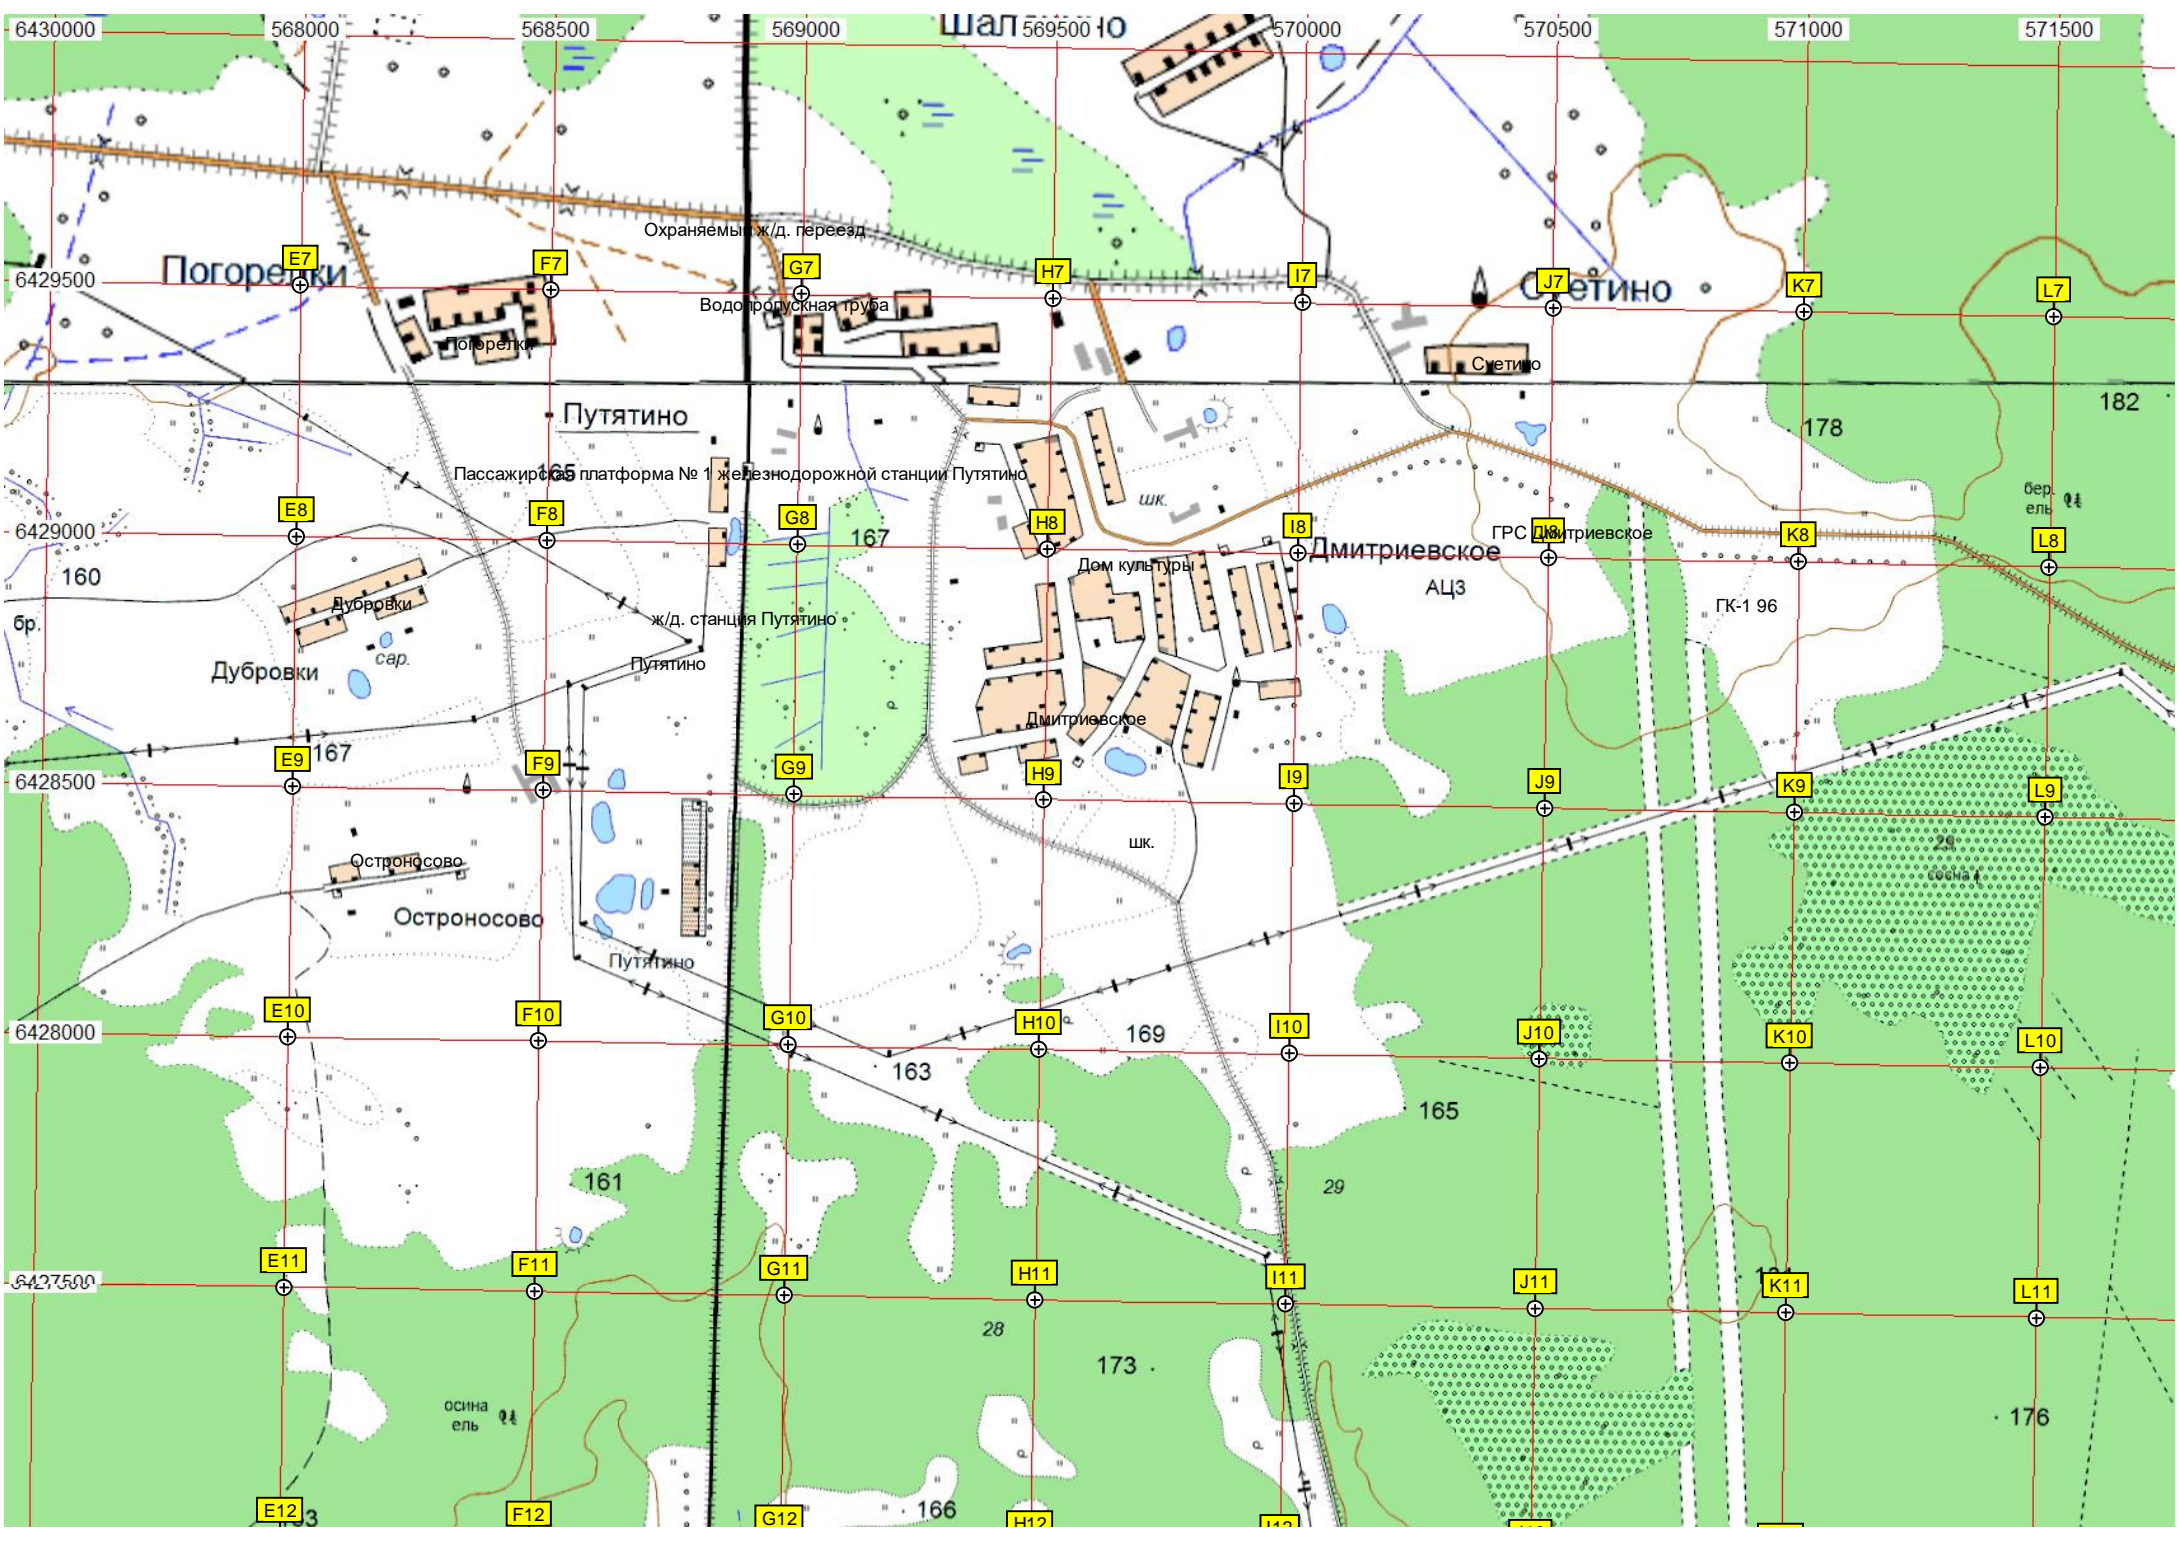 6430000 568000 568500 569000 569500 570000 570500 571000 571500
Охраняемый ж/д. переезд
E7 F7 G7 H7 I7 J7 K7 L7
Погорелки
Суетино
6429500
Водопропускная труба
Погорелки
Суетино
182
Путятино
178
165
Пассажирская платформа № 1 железнодорожной станции Путятино
шк.
бер.
ель
E8 F8 G8 H8 I8 K8 L8
6429000
167
ГРС Дмитриевское
Дмитриевское
Дом культуры
160
АЦЗ
Дубровки
ГК-1 96
бр.
ж/д. станция Путятино
сар.
Путятино
Дубровки
Дмитриевское
167
E9 F9 G9 H9 I9 J9 K9 L9
6428500
шк.
29
сосна
Остроносово
Остроносово
Путятино
E10 F10 G10 H10 I10 J10 K10 L10
6428000
169
163
165
161
29
E11 F11 G11 H11 I11 J11 K11 L11
6427500
28
173
осина
ель
176
166
E12 F12 G12 H12